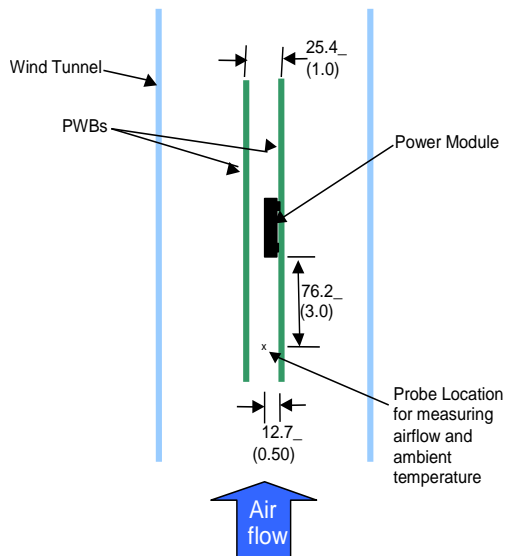 25.4_
(1.0)
Wind Tunnel
PWBs
Power Module
76.2_
(3.0)
x
Probe Location
for measuring
airflow and
ambient
temperature
12.7_
(0.50)
Air
flow